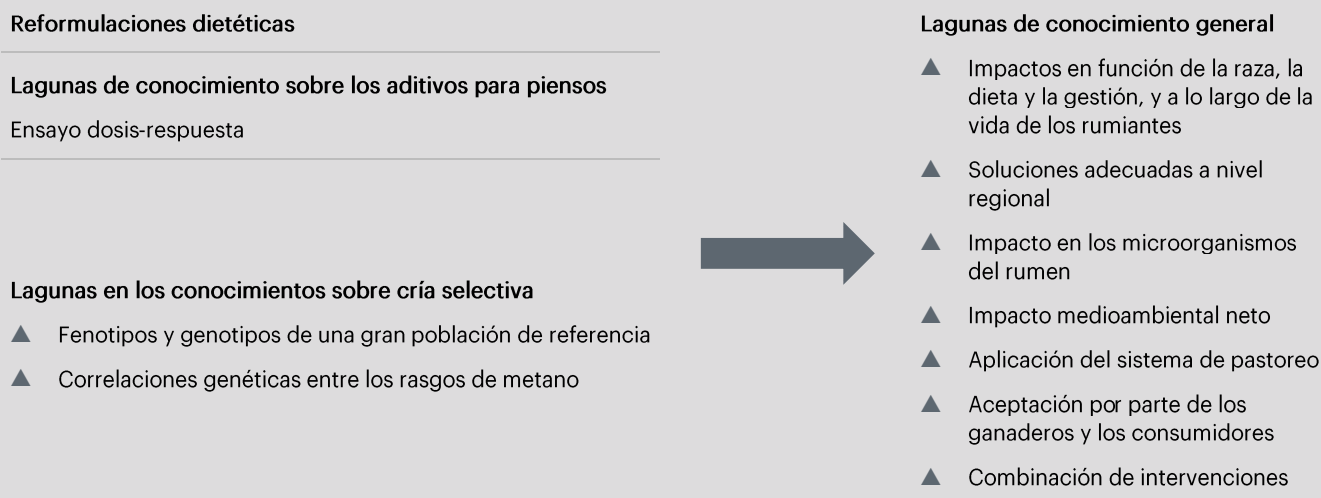 Reformulaciones dietéticas
Lagunas de conocimiento sobre los aditivos para piensos
Ensayo dosis-respuesta
Lagunas en los conocimientos sobre cría selectiva
Fenotipos y genotipos de una gran población de referencia
Correlaciones genéticas entre los rasgos de metano
Lagunas de conocimiento general
Impactos en función de la raza, la
dieta y la gestión, y a lo largo de la
vida de los rumiantes
Soluciones adecuadas a nivel
regional
Impacto en los microorganismos
del rumen
Impacto medioambiental neto
Aplicación del sistema de pastoreo
Aceptación por parte de los
ganaderos y los consumidores
Combinación de intervenciones